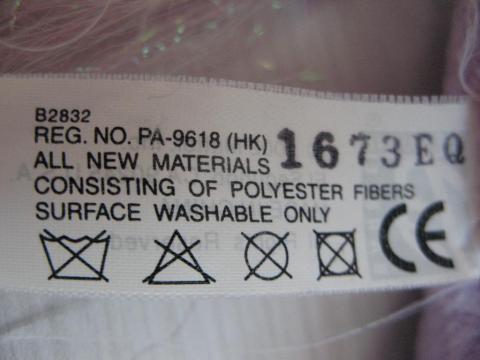 B2832
REG. NO. PA-9618 (HK) 1673EQ
ALL NEW MATERIALS
CONSISTING OF POLYESTER FIBERS
SURFACE WASHABLE ONLY
CE